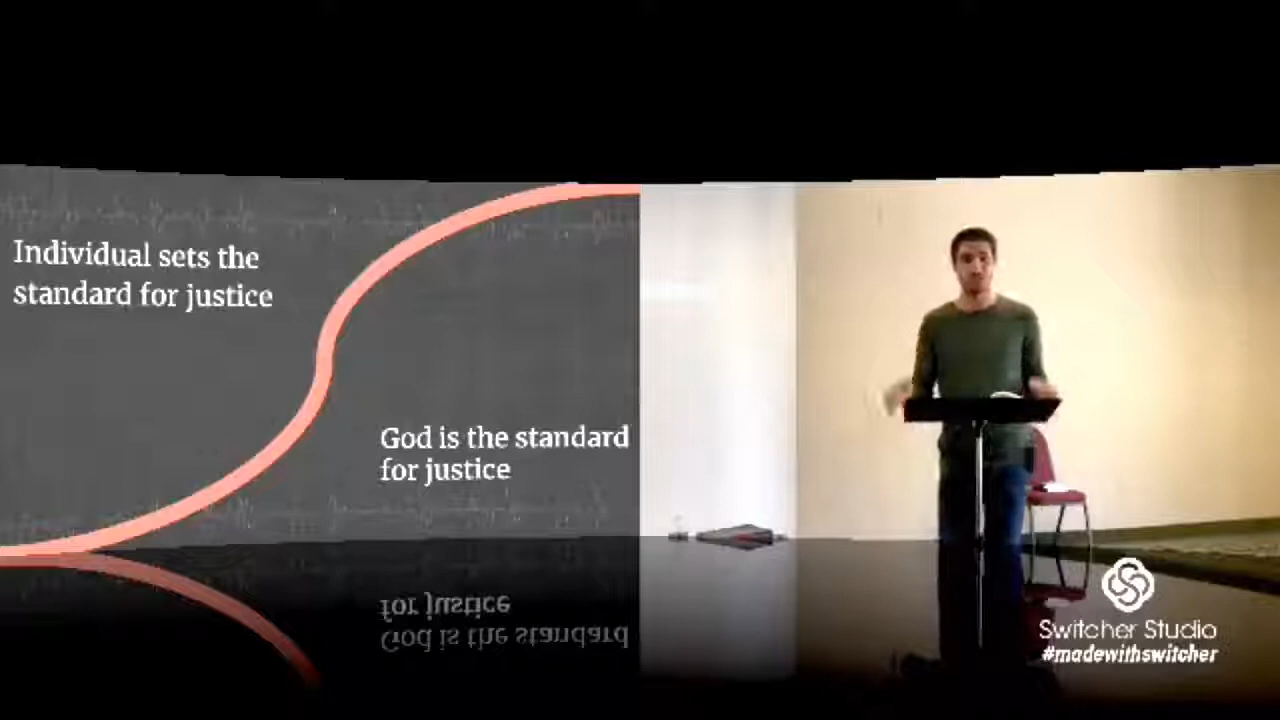 Individual sets the
standard for justice
God is the standard
for justice
for justice
God is the standard
Switcher Studio
#madewithswitcher